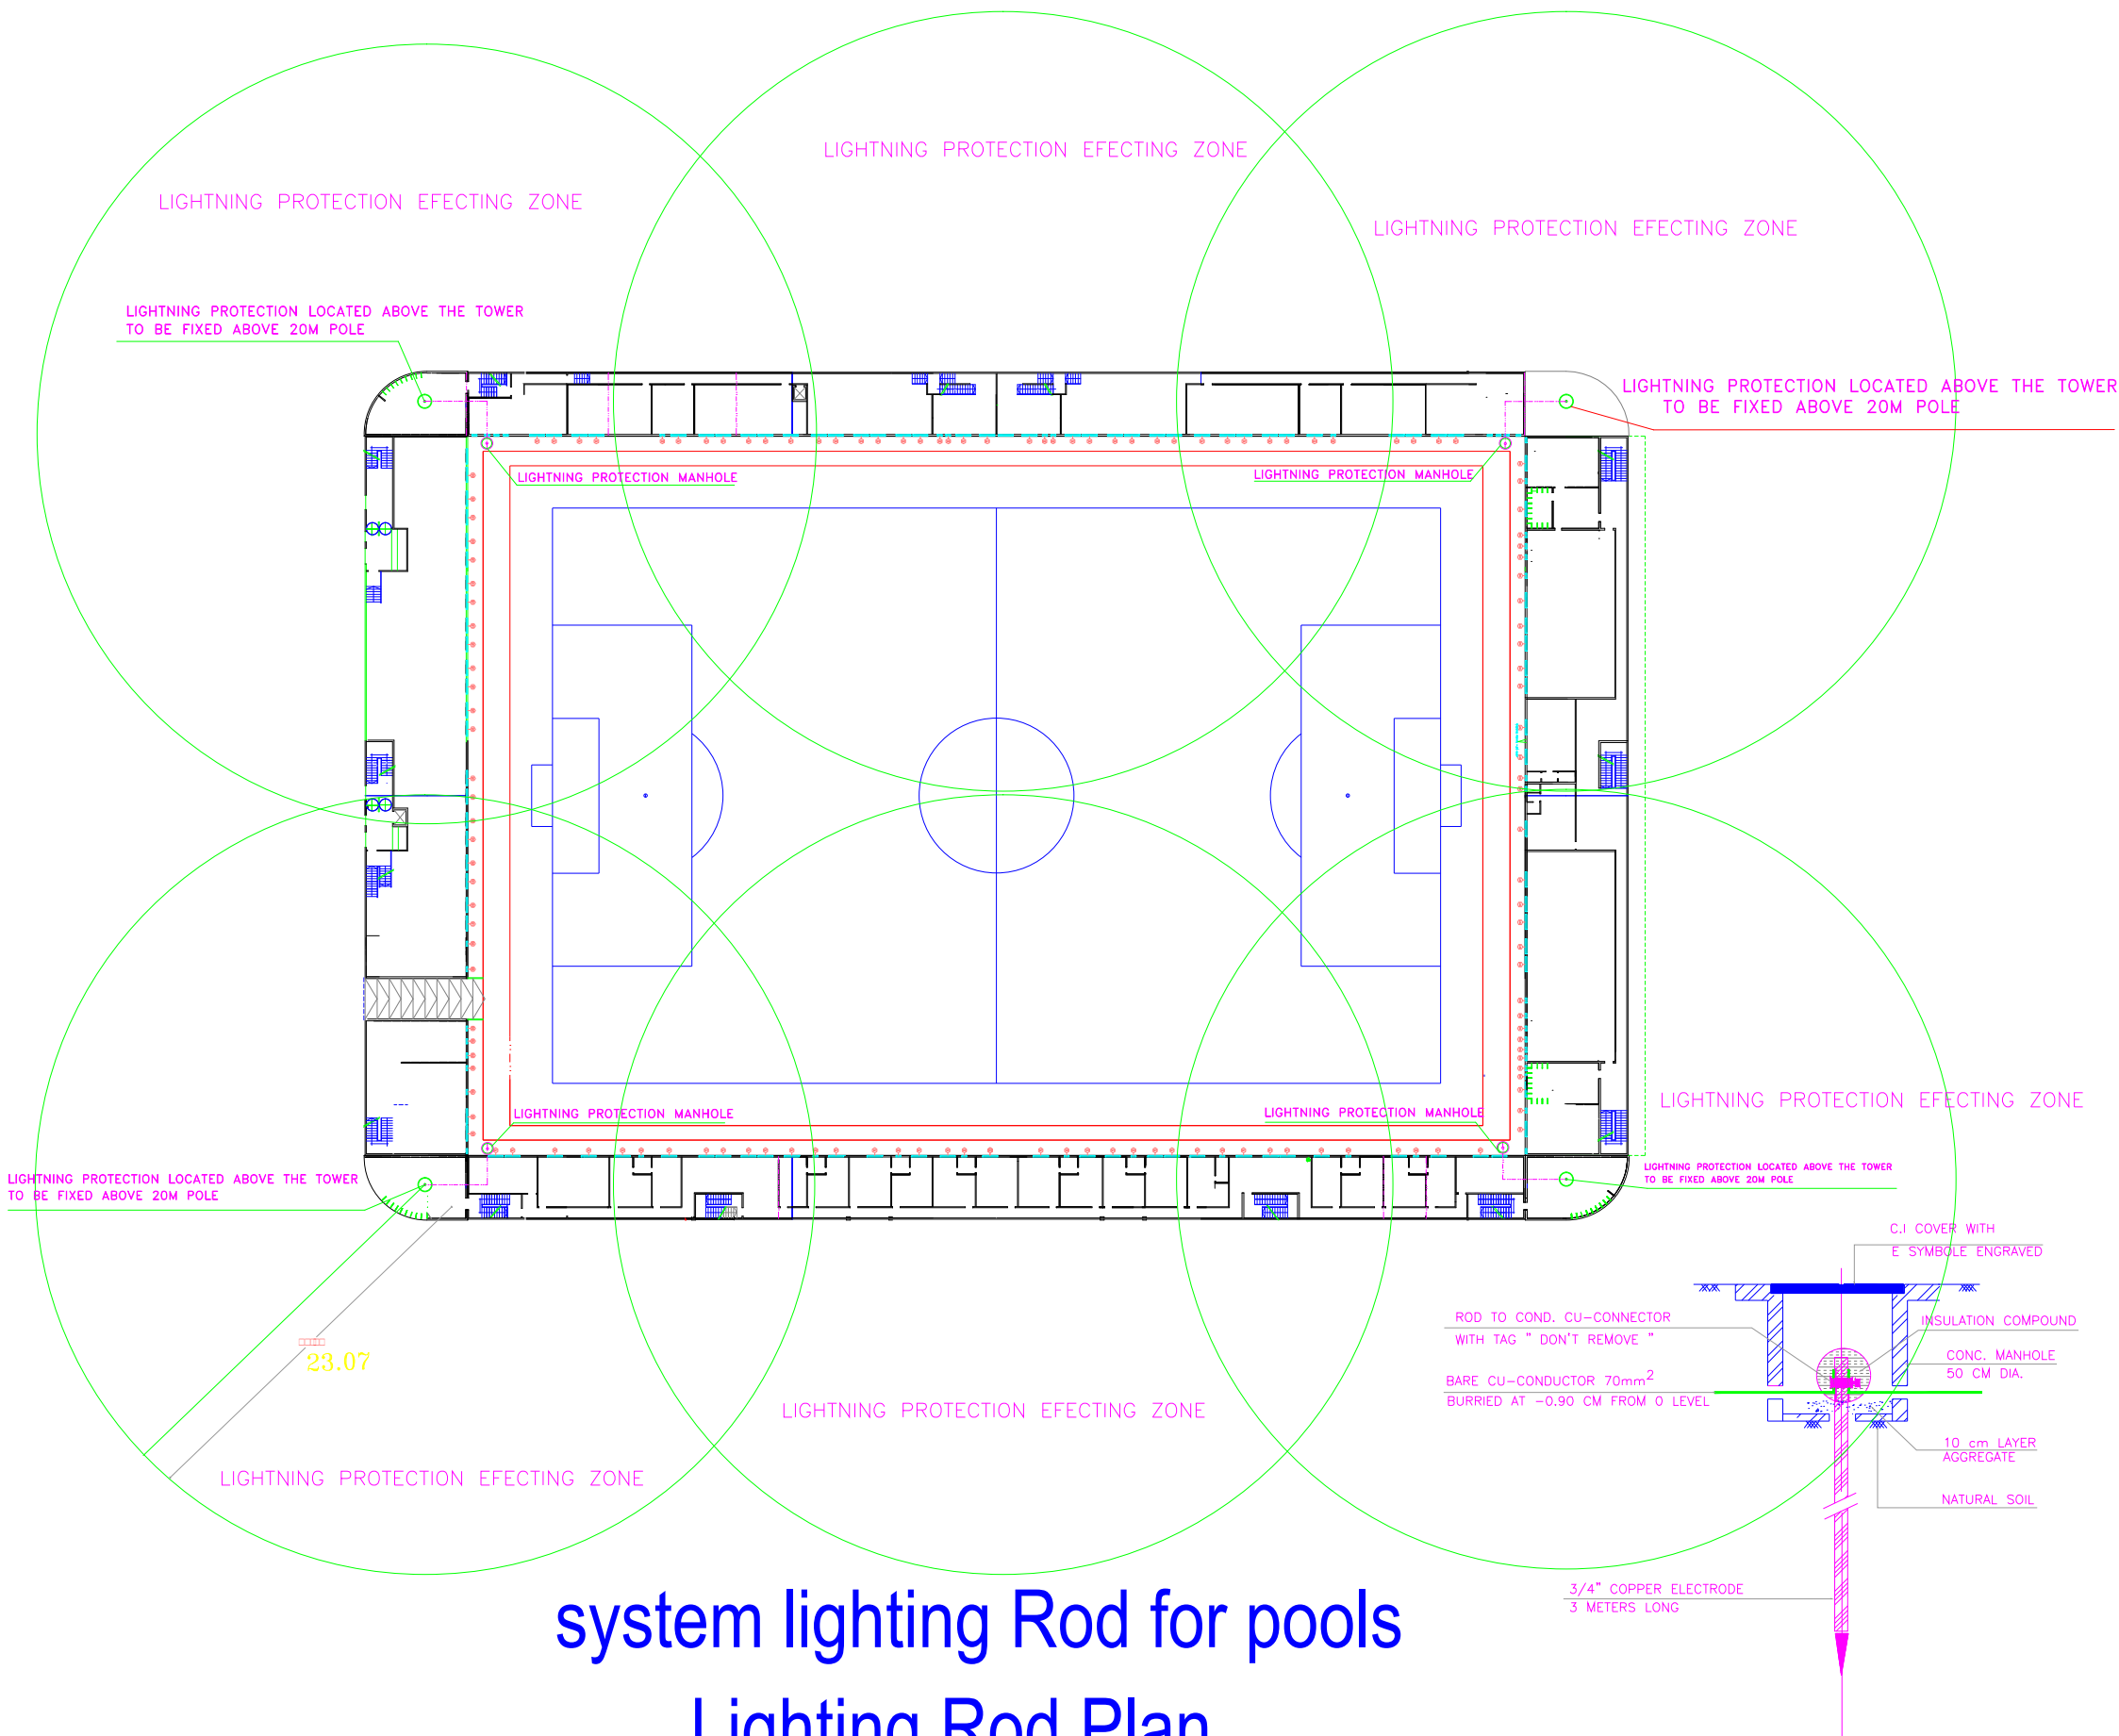 LIGHTNING PROTECTION EFECTING ZONE
LIGHTNING PROTECTION EFECTING ZONE
LIGHTNING PROTECTION EFECTING ZONE
LIGHTNING PROTECTION LOCATED ABOVE THE TOWER
TO BE FIXED ABOVE 20M POLE
LIGHTNING PROTECTION LOCATED ABOVE THE TOWER
TO BE FIXED ABOVE 20M POLE
LIGHTNING PROTECTION MANHOLE
LIGHTNING PROTECTION MANHOLE
LIGHTNING PROTECTION EFECTING ZONE
LIGHTNING PROTECTION MANHOLE
LIGHTNING PROTECTION MANHOLE
LIGHTNING PROTECTION LOCATED ABOVE THE TOWER
TO BE FIXED ABOVE 20M POLE
LIGHTNING PROTECTION LOCATED ABOVE THE TOWER
TO BE FIXED ABOVE 20M POLE
C.I COVER WITH
E SYMBOLE ENGRAVED
ROD TO COND. CU-CONNECTOR
WITH TAG " DON'T REMOVE "
INSULATION COMPOUND
CONC. MANHOLE
50 CM DIA.
23.07
BARE CU-CONDUCTOR 70mm²
BURRIED AT -0.90 CM FROM 0 LEVEL
LIGHTNING PROTECTION EFECTING ZONE
10 cm LAYER
AGGREGATE
LIGHTNING PROTECTION EFECTING ZONE
NATURAL SOIL
3/4" COPPER ELECTRODE
3 METERS LONG
system lighting Rod for pools
Lighting Rod Plan